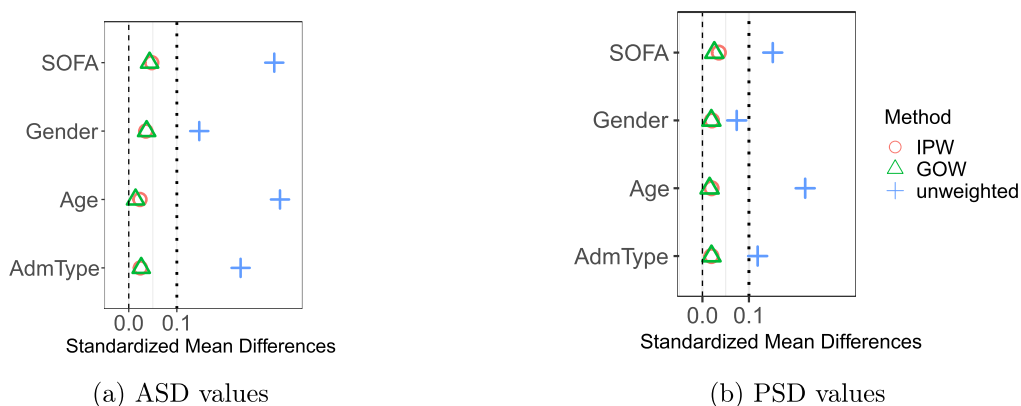 SOFA
Gender
Age
AdmType
0.0 0.1
Standardized Mean Differences
(a) ASD values
SOFA
Gender
Age
AdmType
0.0 0.1
Standardized Mean Differences
(b) PSD values
Method
IPW
GOW
unweighted